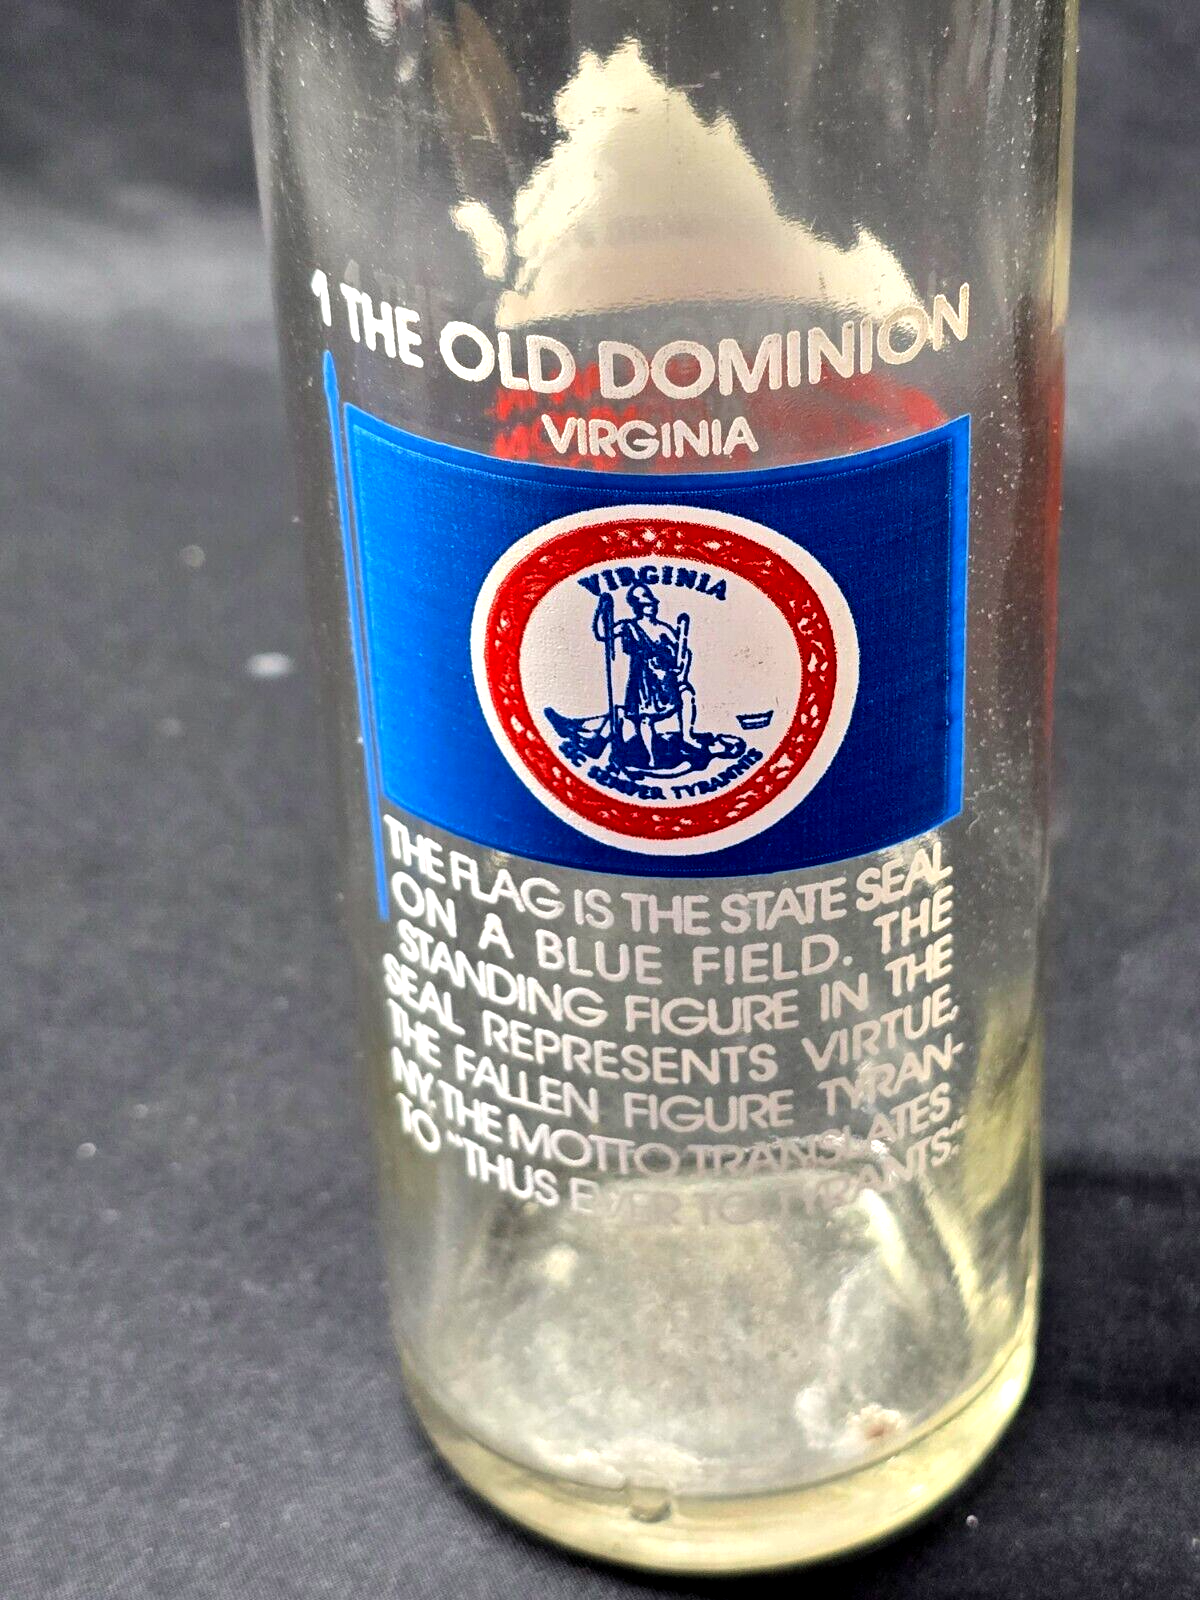 1 THE OLD DOMINION
VIRGINIA
VIRGINIA
SIC SEMPER TYRANNIS
THE FLAG IS THE STATE SEAL
ON A BLUE FIELD. THE
STANDING FIGURE IN THE
SEAL REPRESENTS VIRTUE,
THE FALLEN FIGURE TYRAN-
NY. THE MOTTO TRANSLATES
TO "THUS EVER TO TYRANTS."